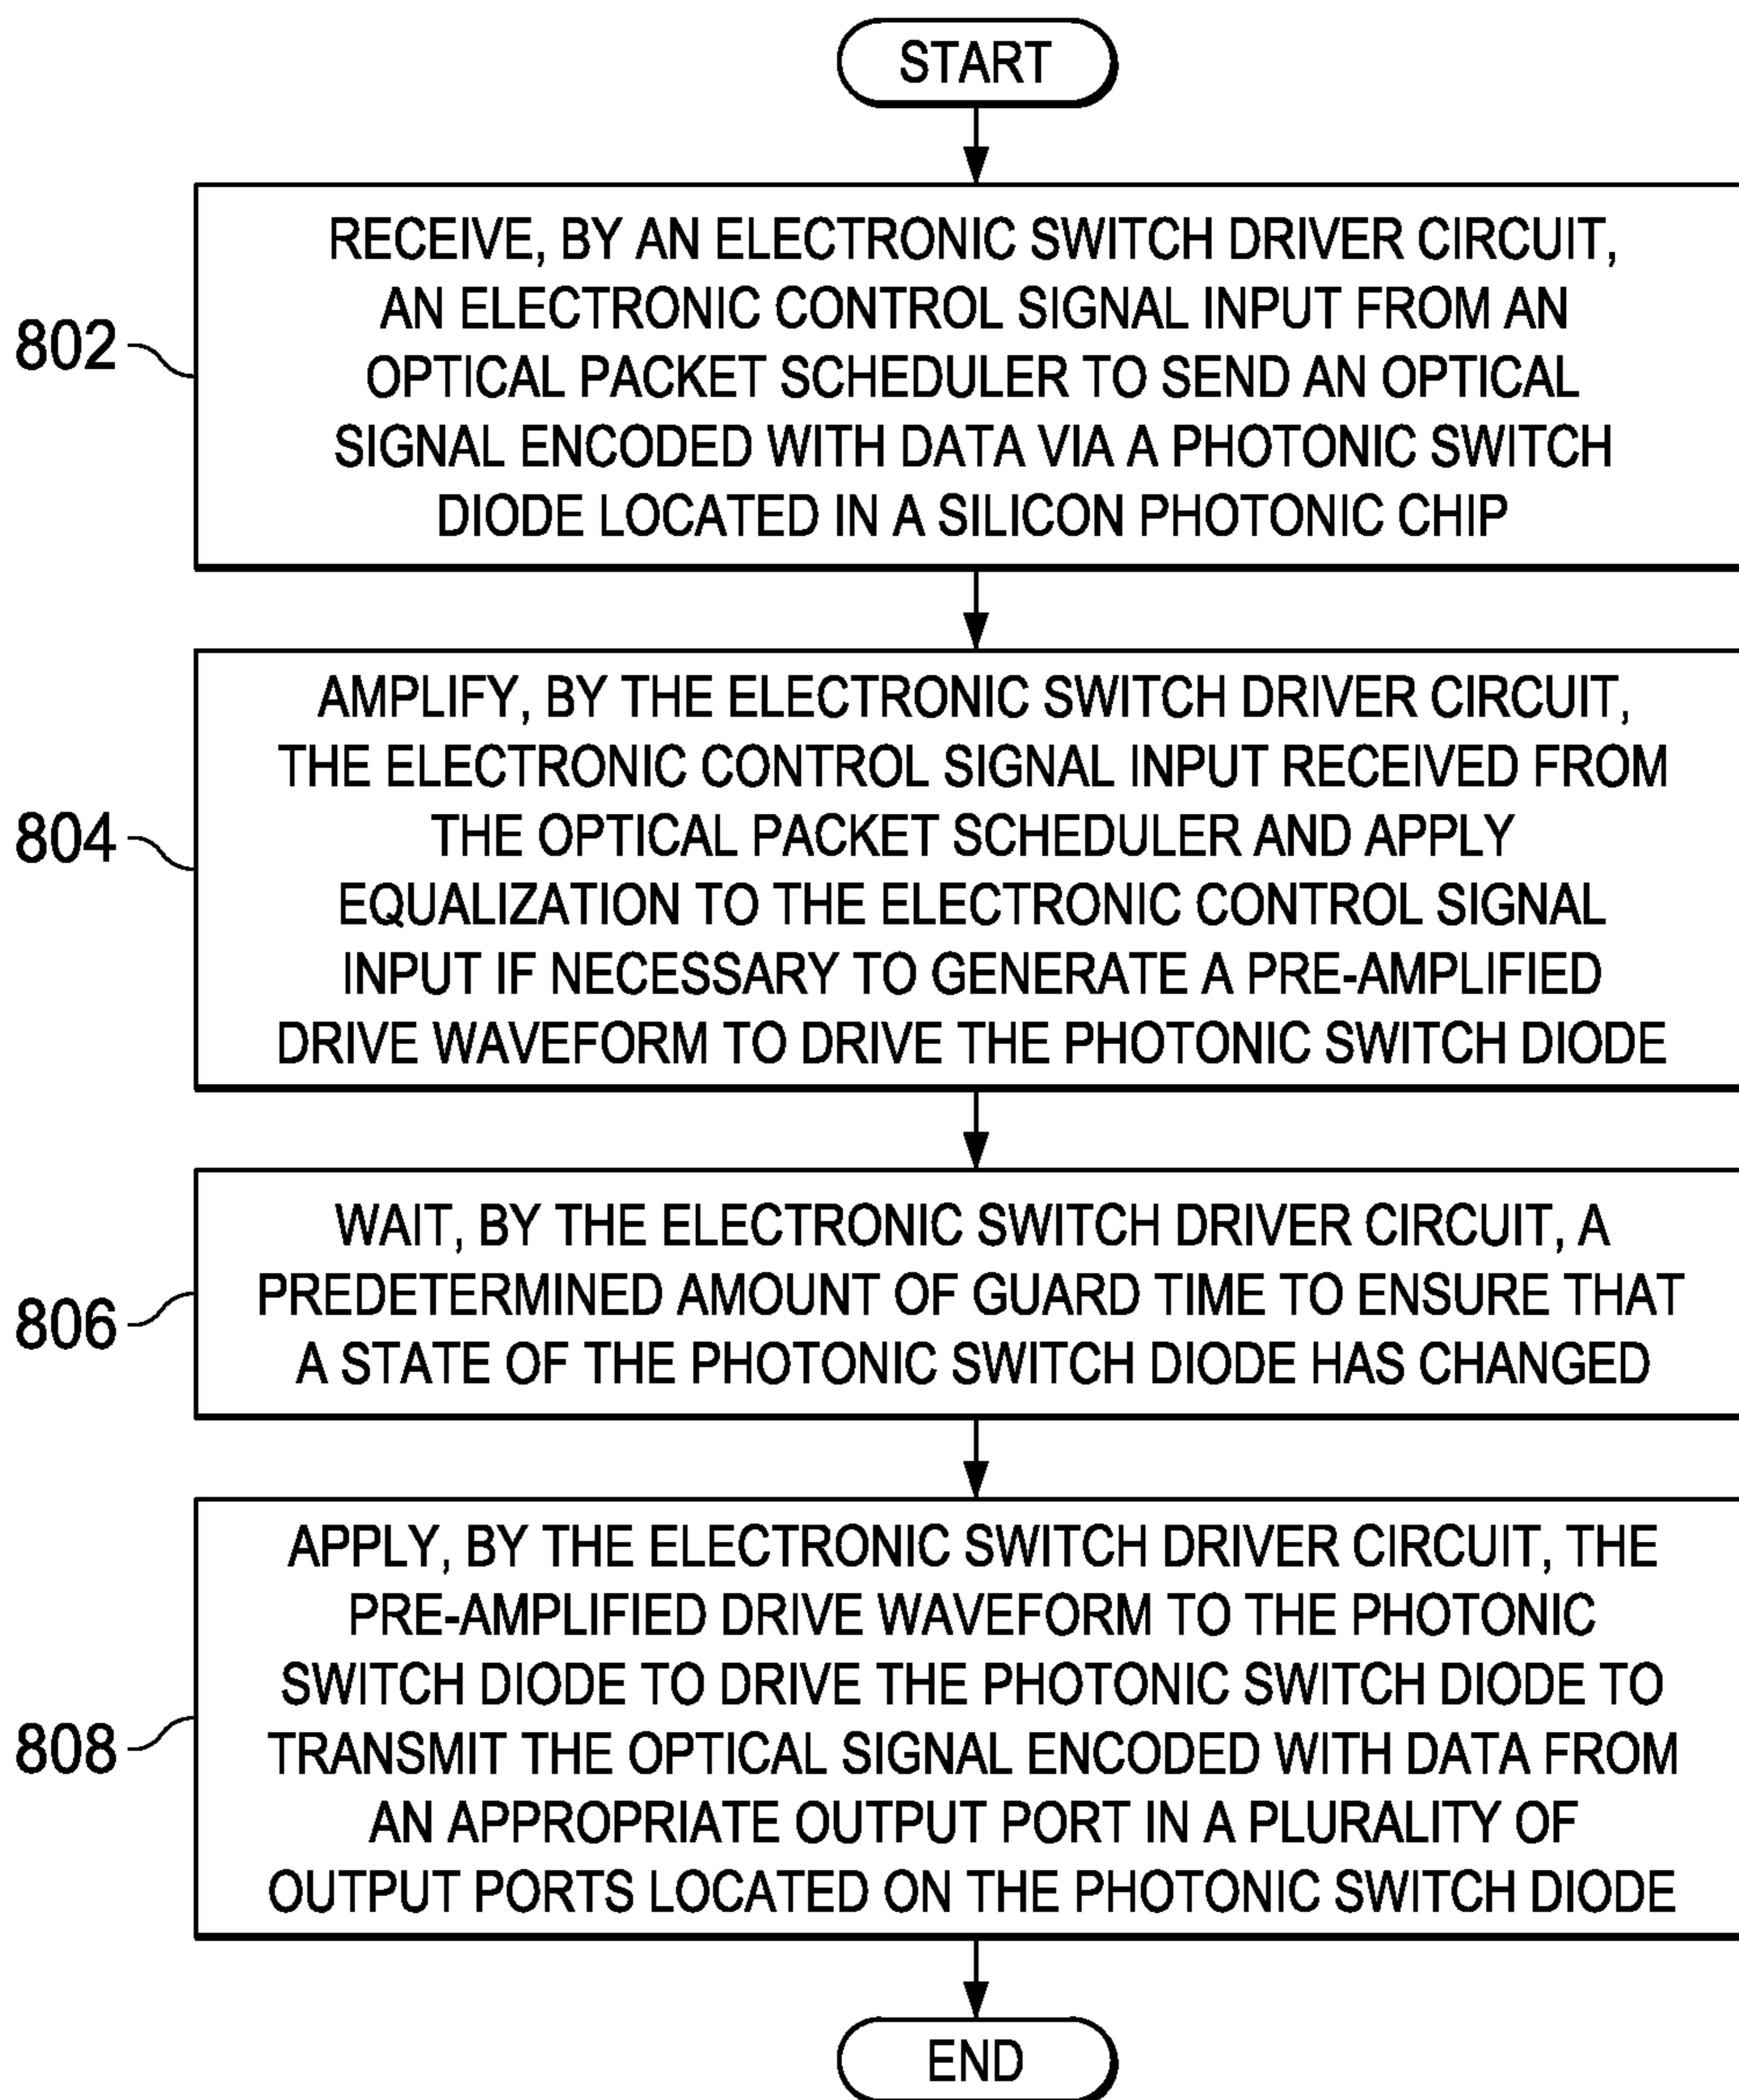 START
RECEIVE, BY AN ELECTRONIC SWITCH DRIVER CIRCUIT,
AN ELECTRONIC CONTROL SIGNAL INPUT FROM AN
OPTICAL PACKET SCHEDULER TO SEND AN OPTICAL
SIGNAL ENCODED WITH DATA VIA A PHOTONIC SWITCH
DIODE LOCATED IN A SILICON PHOTONIC CHIP
802
AMPLIFY, BY THE ELECTRONIC SWITCH DRIVER CIRCUIT,
THE ELECTRONIC CONTROL SIGNAL INPUT RECEIVED FROM
THE OPTICAL PACKET SCHEDULER AND APPLY
EQUALIZATION TO THE ELECTRONIC CONTROL SIGNAL
INPUT IF NECESSARY TO GENERATE A PRE-AMPLIFIED
DRIVE WAVEFORM TO DRIVE THE PHOTONIC SWITCH DIODE
804
WAIT, BY THE ELECTRONIC SWITCH DRIVER CIRCUIT, A
PREDETERMINED AMOUNT OF GUARD TIME TO ENSURE THAT
A STATE OF THE PHOTONIC SWITCH DIODE HAS CHANGED
806
APPLY, BY THE ELECTRONIC SWITCH DRIVER CIRCUIT, THE
PRE-AMPLIFIED DRIVE WAVEFORM TO THE PHOTONIC
SWITCH DIODE TO DRIVE THE PHOTONIC SWITCH DIODE TO
TRANSMIT THE OPTICAL SIGNAL ENCODED WITH DATA FROM
AN APPROPRIATE OUTPUT PORT IN A PLURALITY OF
OUTPUT PORTS LOCATED ON THE PHOTONIC SWITCH DIODE
808
END